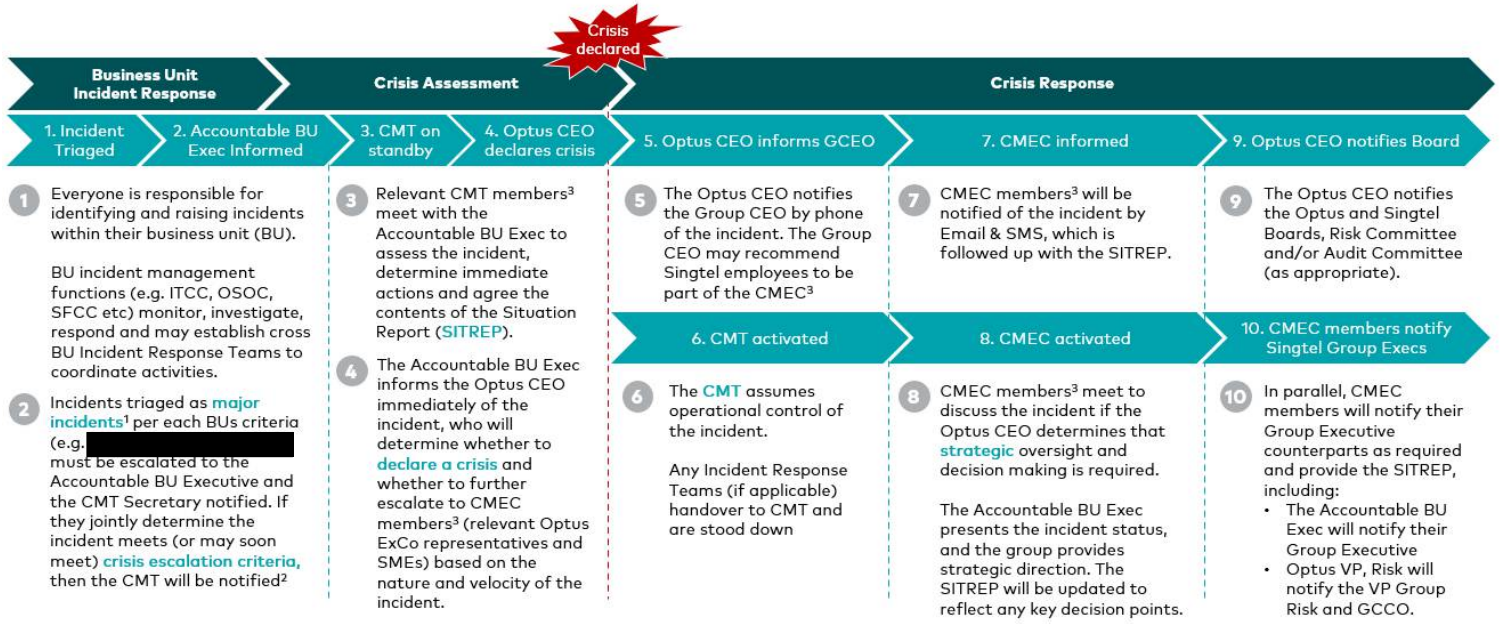 Crisis
declared
Business Unit
Incident Response
Crisis Assessment
Crisis Response
1. Incident
Triaged
2. Accountable BU
Exec Informed
3. CMT on
standby
4. Optus CEO
declares crisis
5. Optus CEO informs GCEO
7. CMEC informed
9. Optus CEO notifies Board
1
Everyone is responsible for
identifying and raising incidents
within their business unit (BU).
BU incident management
functions (e.g. ITCC, OSOC,
SFCC etc) monitor, investigate,
respond and may establish cross
BU Incident Response Teams to
coordinate activities.
2
Incidents triaged as major
incidents¹ per each BUs criteria
(e.g.
must be escalated to the
Accountable BU Executive and
the CMT Secretary notified. If
they jointly determine the
incident meets (or may soon
meet) crisis escalation criteria,
then the CMT will be notified²
3
Relevant CMT members³
meet with the
Accountable BU Exec to
assess the incident,
determine immediate
actions and agree the
contents of the Situation
Report (SITREP).
4
The Accountable BU Exec
informs the Optus CEO
immediately of the
incident, who will
determine whether to
declare a crisis and
whether to further
escalate to CMEC
members³ (relevant Optus
ExCo representatives and
SMEs) based on the
nature and velocity of the
incident.
5
The Optus CEO notifies
the Group CEO by phone
of the incident. The Group
CEO may recommend
Singtel employees to be
part of the CMEC³
6. CMT activated
6
The CMT assumes
operational control of
the incident.
Any Incident Response
Teams (if applicable)
handover to CMT and
are stood down
7
CMEC members³ will be
notified of the incident by
Email & SMS, which is
followed up with the SITREP.
8. CMEC activated
8
CMEC members³ meet to
discuss the incident if the
Optus CEO determines that
strategic oversight and
decision making is required.
The Accountable BU Exec
presents the incident status,
and the group provides
strategic direction. The
SITREP will be updated to
reflect any key decision points.
9
The Optus CEO notifies
the Optus and Singtel
Boards, Risk Committee
and/or Audit Committee
(as appropriate).
10. CMEC members notify
Singtel Group Execs
10
In parallel, CMEC
members will notify their
Group Executive
counterparts as required
and provide the SITREP,
including:
• The Accountable BU
Exec will notify their
Group Executive
• Optus VP, Risk will
notify the VP Group
Risk and GCCO.